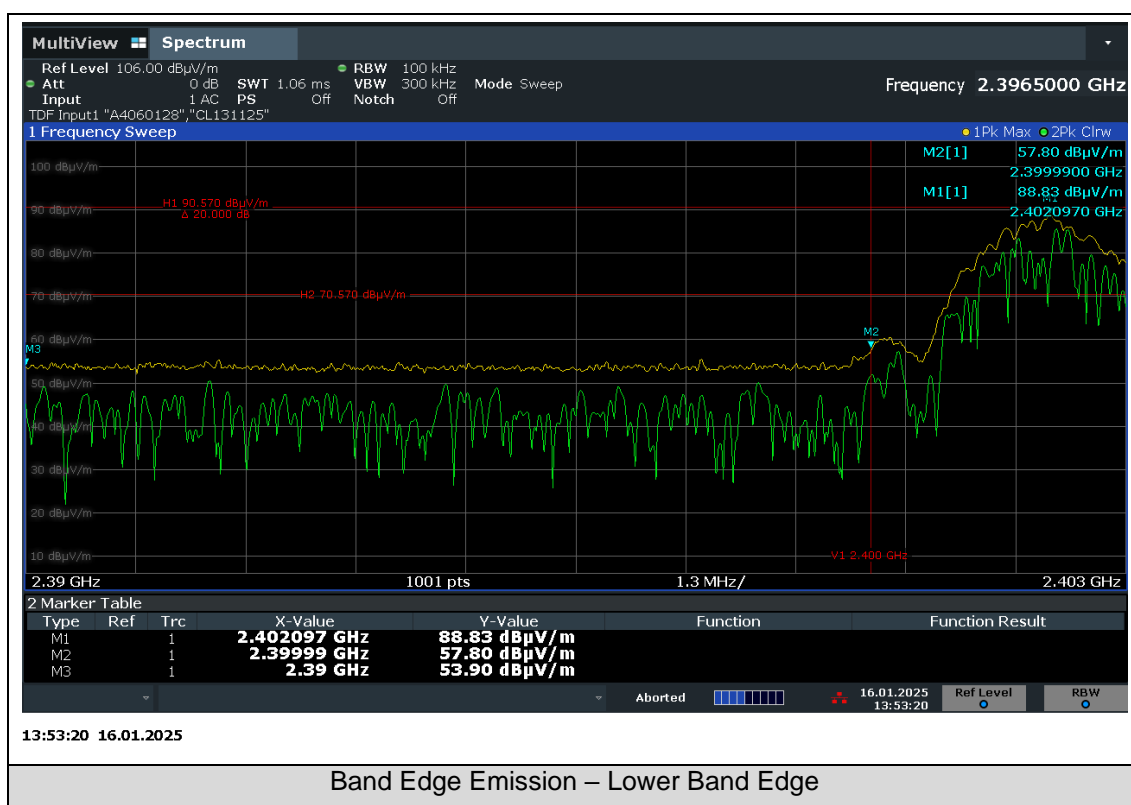 MultiView Spectrum
Ref Level 106.00 dBµV/m RBW 100 kHz
Att 0 dB SWT 1.06 ms VBW 300 kHz Mode Sweep Frequency 2.3965000 GHz
Input 1 AC PS Off Notch Off
TDF Input1 "A4060128","CL131125"
1 Frequency Sweep 1Pk Max 2Pk Clrw
M2[1] 57.80 dBµV/m
2.3999900 GHz
M1[1] 88.83 dBµV/m
2.4020970 GHz
M1
100 dBµV/m
H1 90.570 dBµV/m
Δ 20.000 dB
90 dBµV/m
80 dBµV/m
70 dBµV/m
H2 70.570 dBµV/m
60 dBµV/m
M2
M3
50 dBµV/m
40 dBµV/m
30 dBµV/m
20 dBµV/m
10 dBµV/m
V1 2.400 GHz
2.39 GHz 1001 pts 1.3 MHz/ 2.403 GHz
2 Marker Table
Type Ref Trc X-Value Y-Value Function Function Result
M1 1 2.402097 GHz 88.83 dBµV/m
M2 1 2.39999 GHz 57.80 dBµV/m
M3 1 2.39 GHz 53.90 dBµV/m
Aborted 16.01.2025 13:53:20 Ref Level RBW
13:53:20 16.01.2025
Band Edge Emission – Lower Band Edge